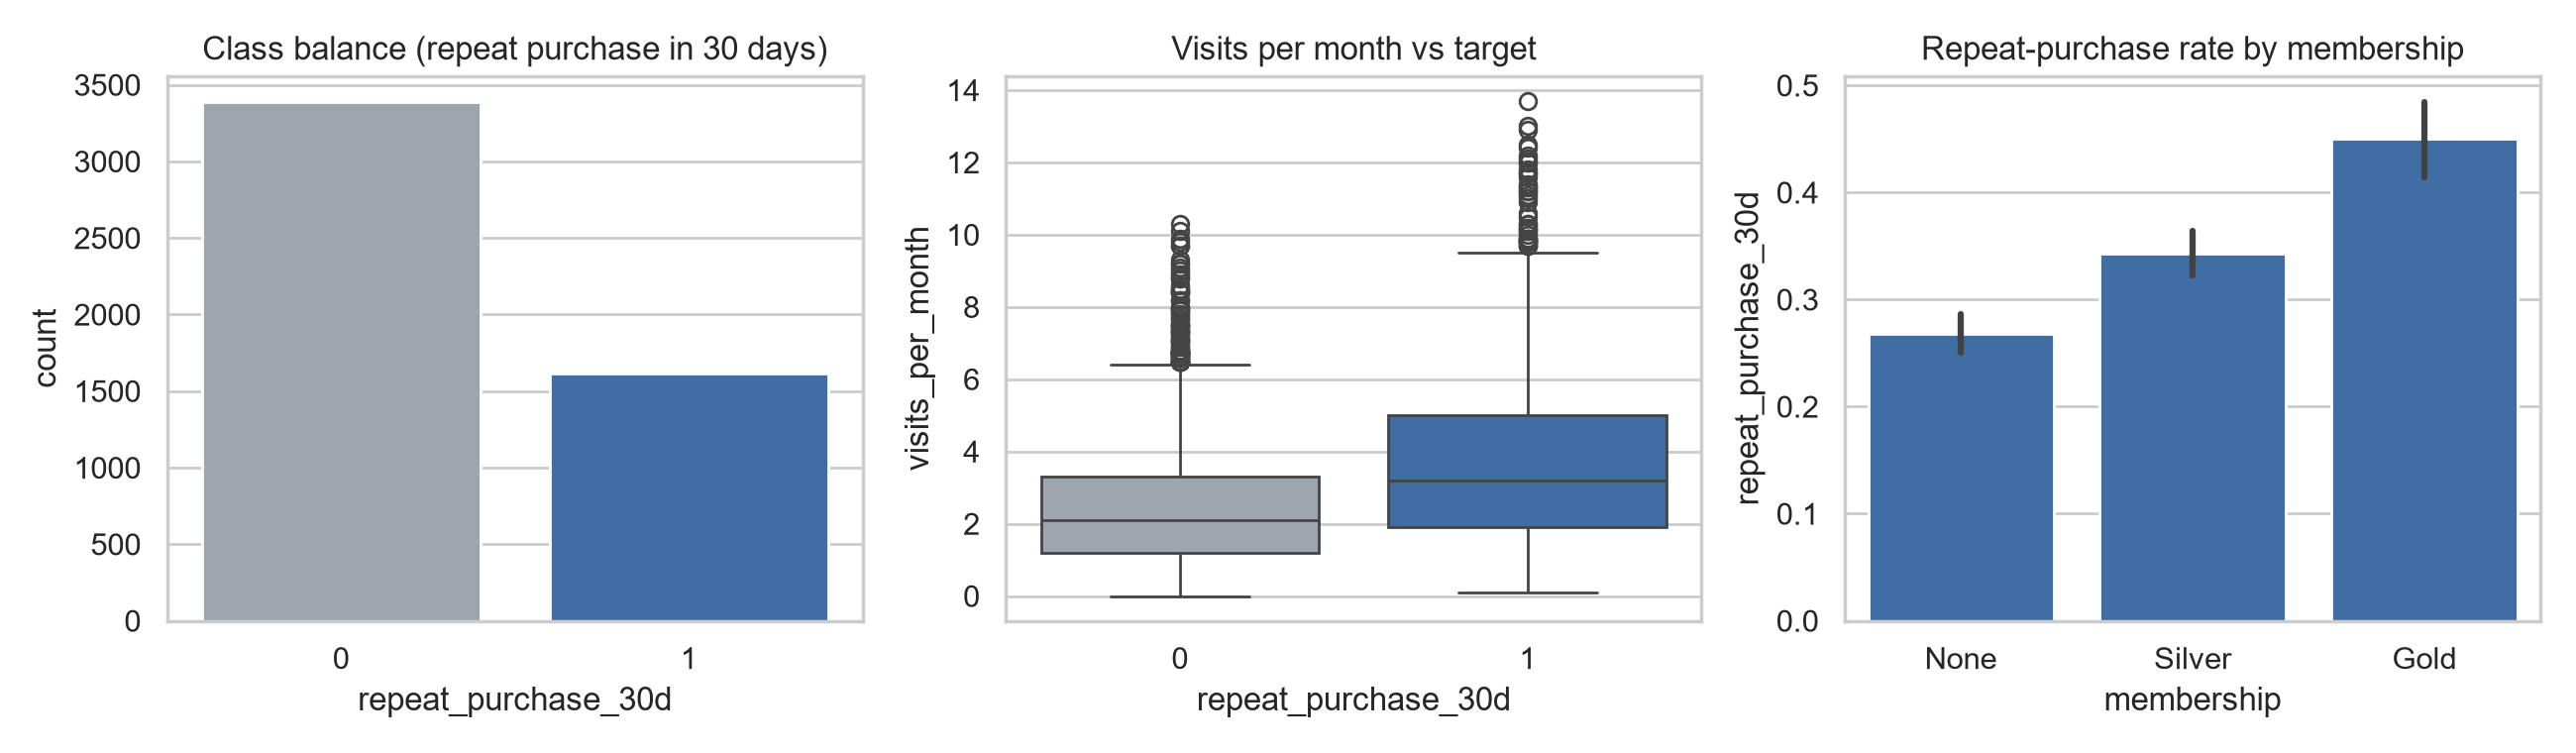 Class balance (repeat purchase in 30 days)
3500
3000
2500
2000
1500
1000
500
0
count
0
1
repeat_purchase_30d
Visits per month vs target
14
12
10
8
6
4
2
0
visits_per_month
0
1
repeat_purchase_30d
Repeat-purchase rate by membership
0.5
0.4
0.3
0.2
0.1
0.0
repeat_purchase_30d
None
Silver
Gold
membership